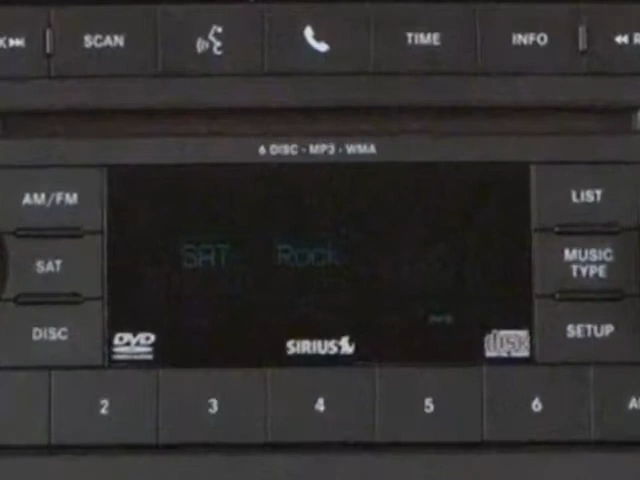 SCAN TIME INFO
6 DISC - MP3 - WMA
AM/FM LIST
SAT SAT Rock MUSIC TYPE
DISC SETUP
DVD SIRIUS disc
2 3 4 5 6